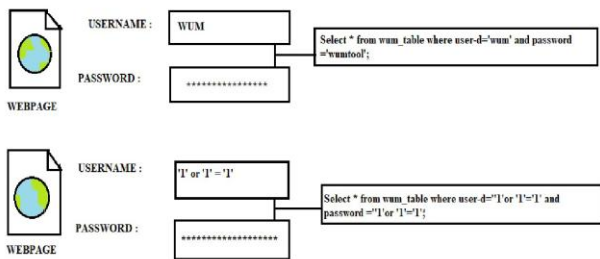 USERNAME :
WUM
Select * from wum_table where user-d='wum' and password
='wumtool';
PASSWORD :
****************
WEBPAGE
USERNAME :
'1' or '1' = '1'
Select * from wum_table where user-d=''1'or '1'='1' and
password =''1'or '1'='1';
PASSWORD :
*******************
WEBPAGE